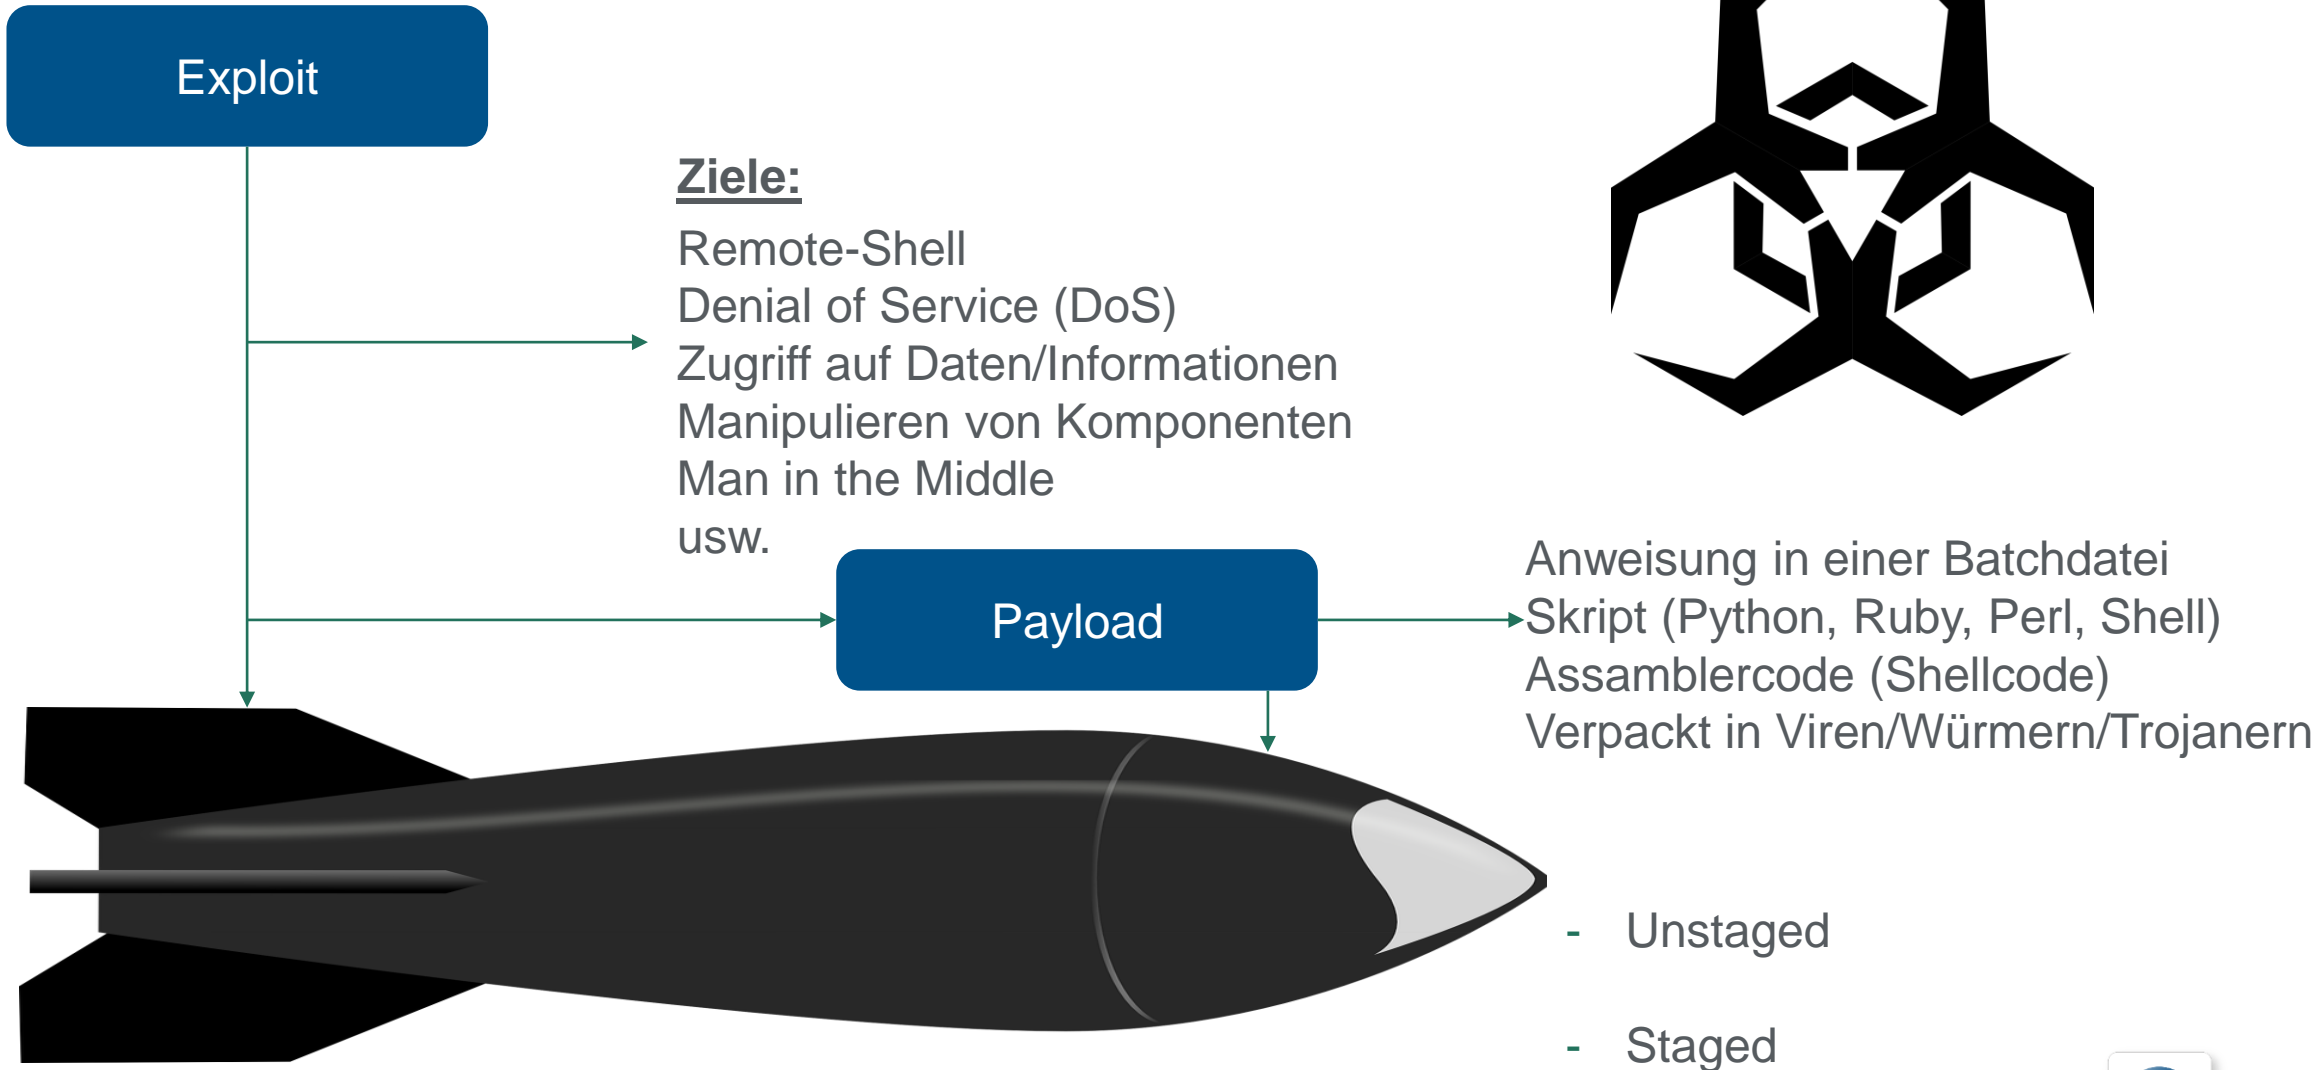 Exploit
Ziele:
Remote-Shell
Denial of Service (DoS)
Zugriff auf Daten/Informationen
Manipulieren von Komponenten
Man in the Middle
usw.
Payload
Anweisung in einer Batchdatei
Skript (Python, Ruby, Perl, Shell)
Assamblercode (Shellcode)
Verpackt in Viren/Würmern/Trojanern
- Unstaged
- Staged